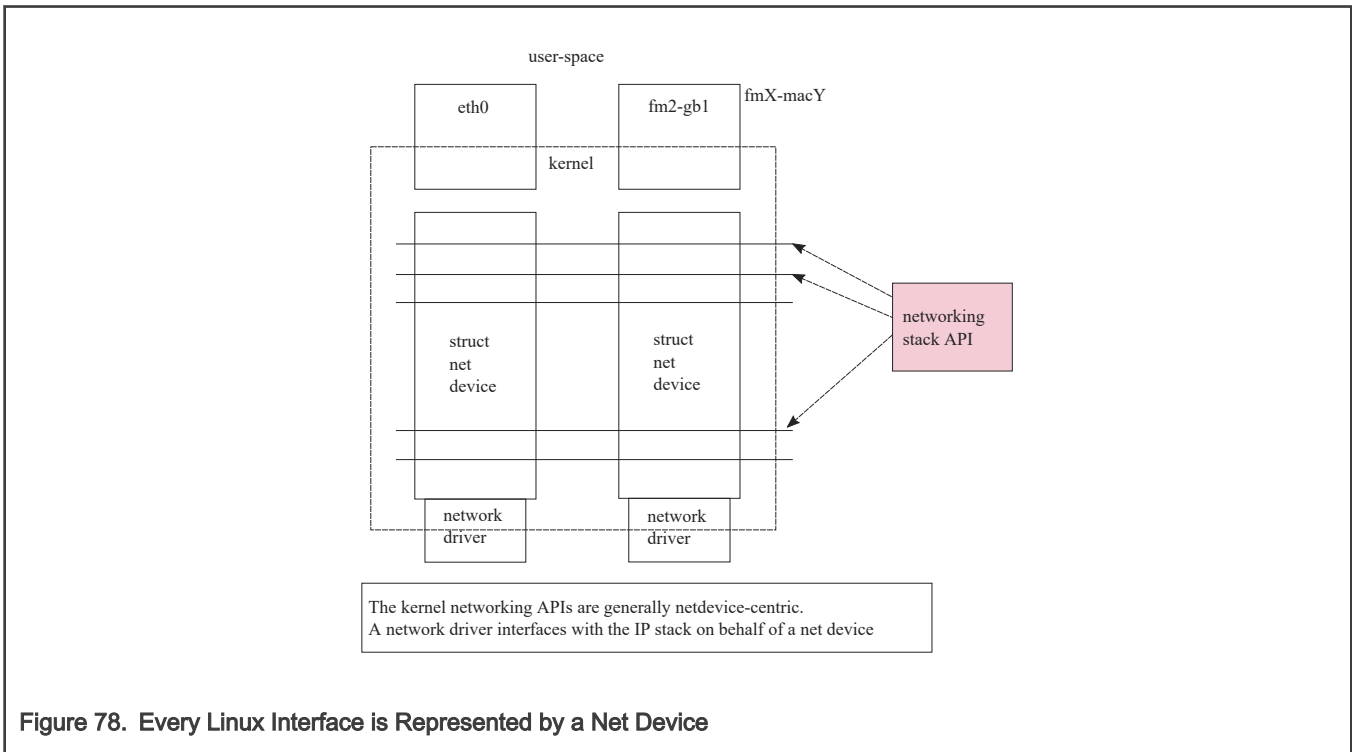 user-space
eth0
fm2-gb1
fmX-macY
kernel
struct
net
device
struct
net
device
networking
stack API
network
driver
network
driver
The kernel networking APIs are generally netdevice-centric.
A network driver interfaces with the IP stack on behalf of a net device
Figure 78. Every Linux Interface is Represented by a Net Device